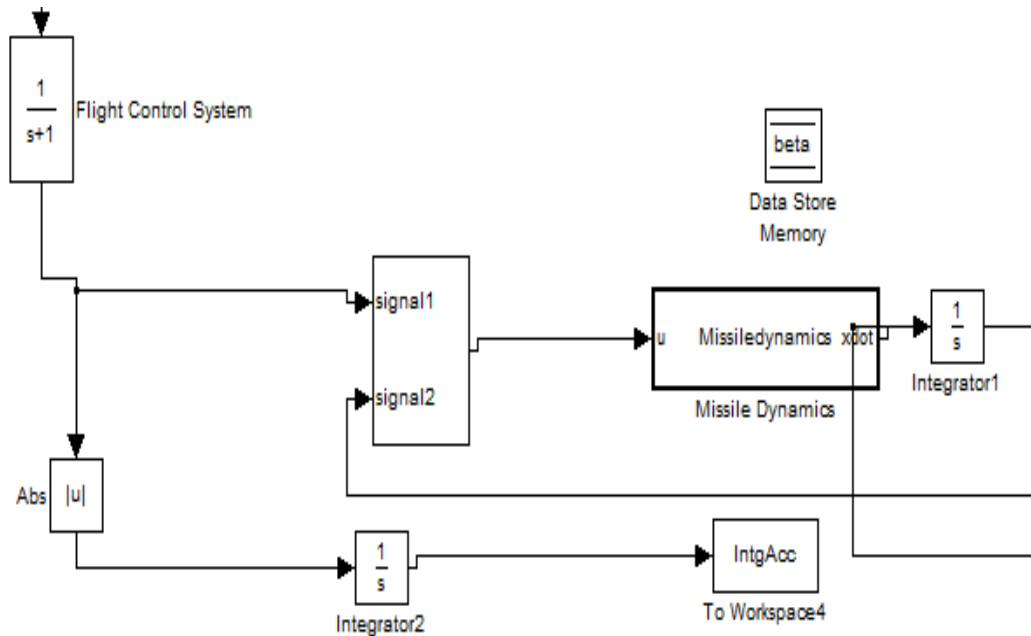 1
s+1
Flight Control System
beta
Data Store
Memory
signal1
signal2
u
Missiledynamics
xdot
Missile Dynamics
1
s
Integrator1
Abs
|u|
1
s
Integrator2
IntgAcc
To Workspace4